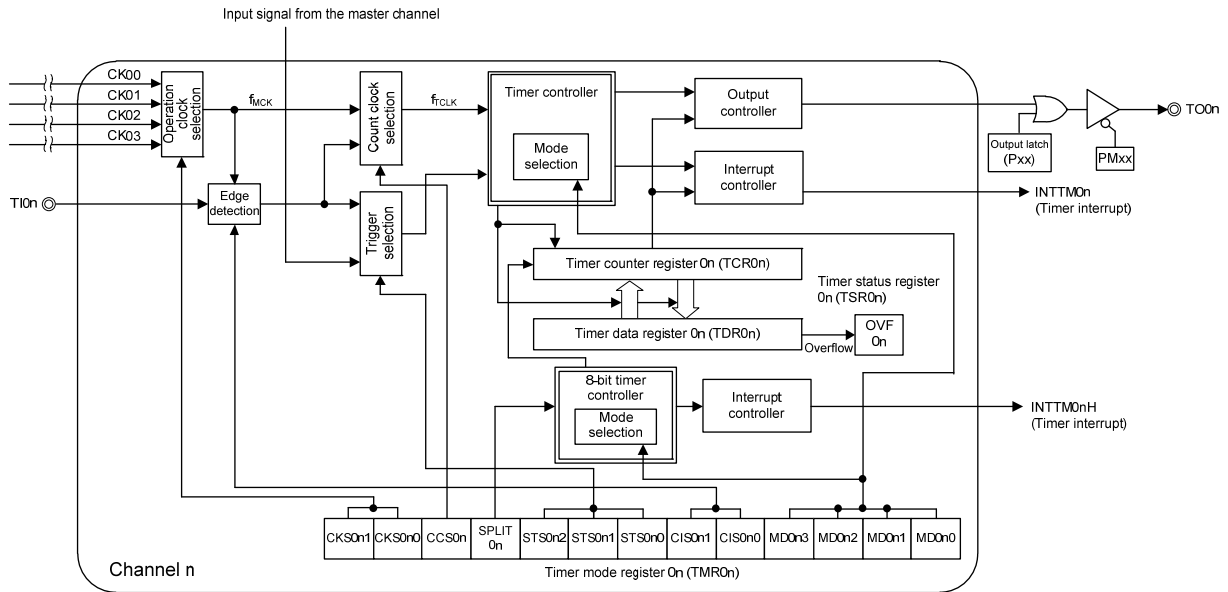 Input signal from the master channel
CK00
CK01
CK02
CK03
Operation
clock
selection
fMCK
Count clock
selection
fTCLK
Timer controller
Mode
selection
Output
controller
Output latch
(Pxx)
PMxx
TO0n
Interrupt
controller
INTTM0n
(Timer interrupt)
TI0n
Edge
detection
Trigger
selection
Timer counter register 0n (TCR0n)
Timer status register
0n (TSR0n)
Timer data register 0n (TDR0n)
Overflow
OVF
0n
8-bit timer
controller
Mode
selection
Interrupt
controller
INTTM0nH
(Timer interrupt)
CKS0n1 CKS0n0 CCS0n SPLIT
0n STS0n2 STS0n1 STS0n0 CIS0n1 CIS0n0 MD0n3 MD0n2 MD0n1 MD0n0
Channel n
Timer mode register 0n (TMR0n)